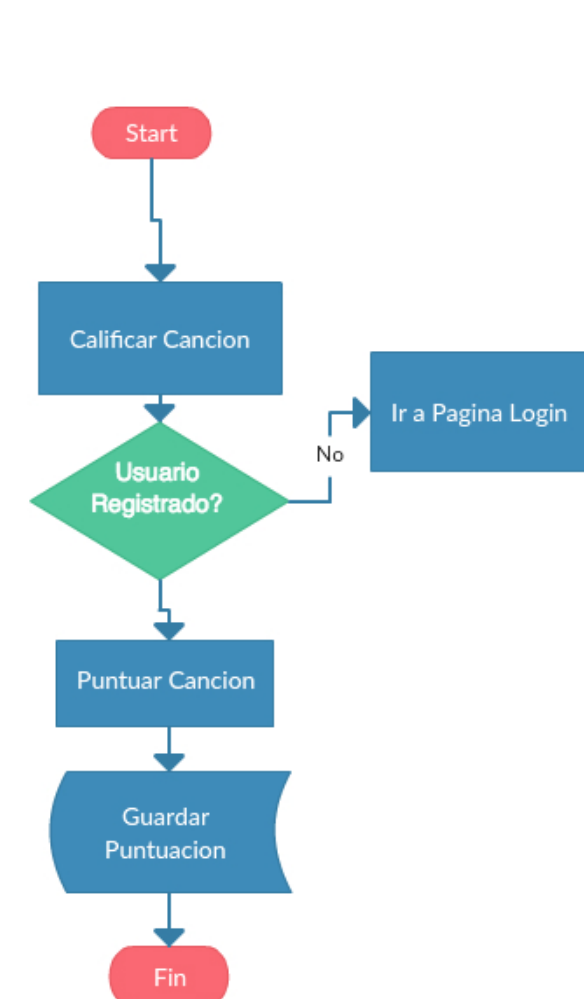 Start
Calificar Cancion
Usuario
Registrado?
No
Ir a Pagina Login
Puntuar Cancion
Guardar
Puntuacion
Fin